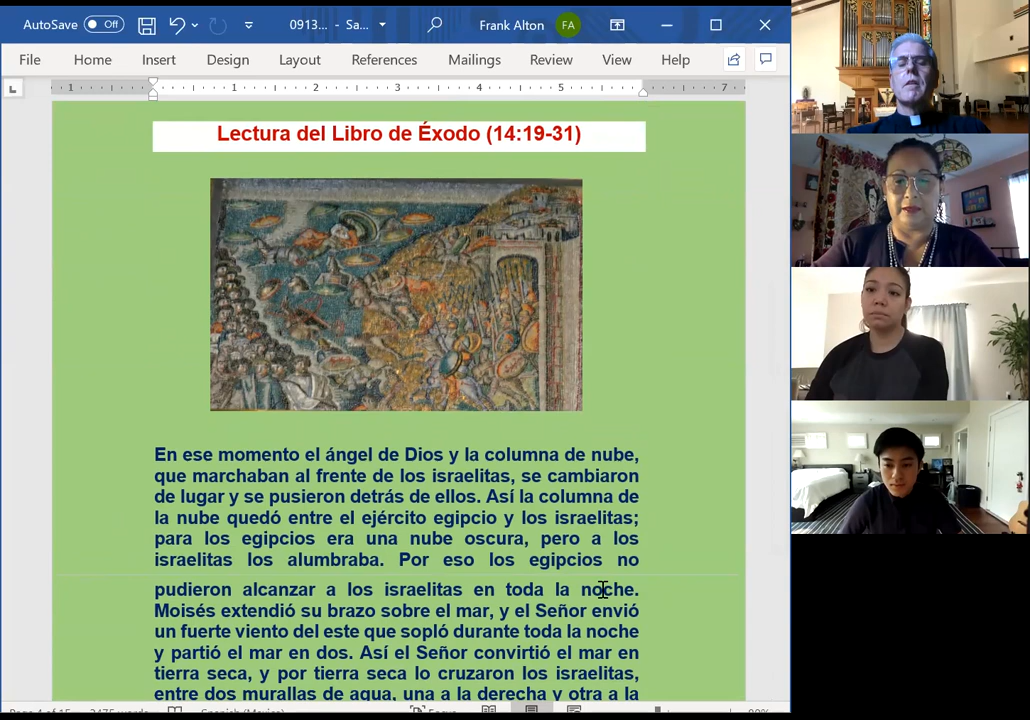 AutoSave Off 0913... - Sa... Frank Alton FA
File Home Insert Design Layout References Mailings Review View Help
1 1 2 3 4 5 7
Lectura del Libro de Éxodo (14:19-31)
En ese momento el ángel de Dios y la columna de nube,
que marchaban al frente de los israelitas, se cambiaron
de lugar y se pusieron detrás de ellos. Así la columna de
la nube quedó entre el ejército egipcio y los israelitas;
para los egipcios era una nube oscura, pero a los
israelitas los alumbraba. Por eso los egipcios no
pudieron alcanzar a los israelitas en toda la noche.
Moisés extendió su brazo sobre el mar, y el Señor envió
un fuerte viento del este que sopló durante toda la noche
y partió el mar en dos. Así el Señor convirtió el mar en
tierra seca, y por tierra seca lo cruzaron los israelitas,
entre dos murallas de agua, una a la derecha y otra a la